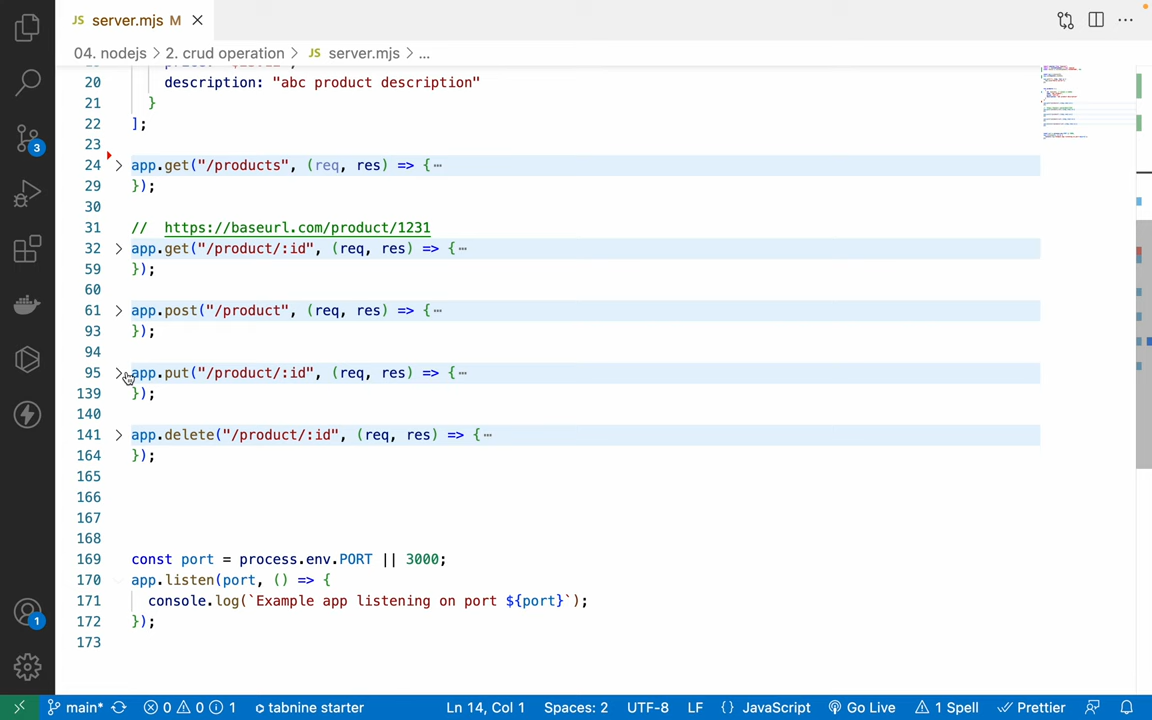 JS server.mjs M
04. nodejs > 2. crud operation > JS server.mjs > ...
20 description: "abc product description"
21 }
22 ];
23
24 app.get("/products", (req, res) => {⋯
29 });
30
31 // https://baseurl.com/product/1231
32 app.get("/product/:id", (req, res) => {⋯
59 });
60
61 app.post("/product", (req, res) => {⋯
93 });
94
95 app.put("/product/:id", (req, res) => {⋯
139 });
140
141 app.delete("/product/:id", (req, res) => {⋯
164 });
165
166
167
168
169 const port = process.env.PORT || 3000;
170 app.listen(port, () => {
171 console.log(`Example app listening on port ${port}`);
172 });
173
3
1
main* 0 0 1 tabnine starter Ln 14, Col 1 Spaces: 2 UTF-8 LF {} JavaScript Go Live 1 Spell Prettier